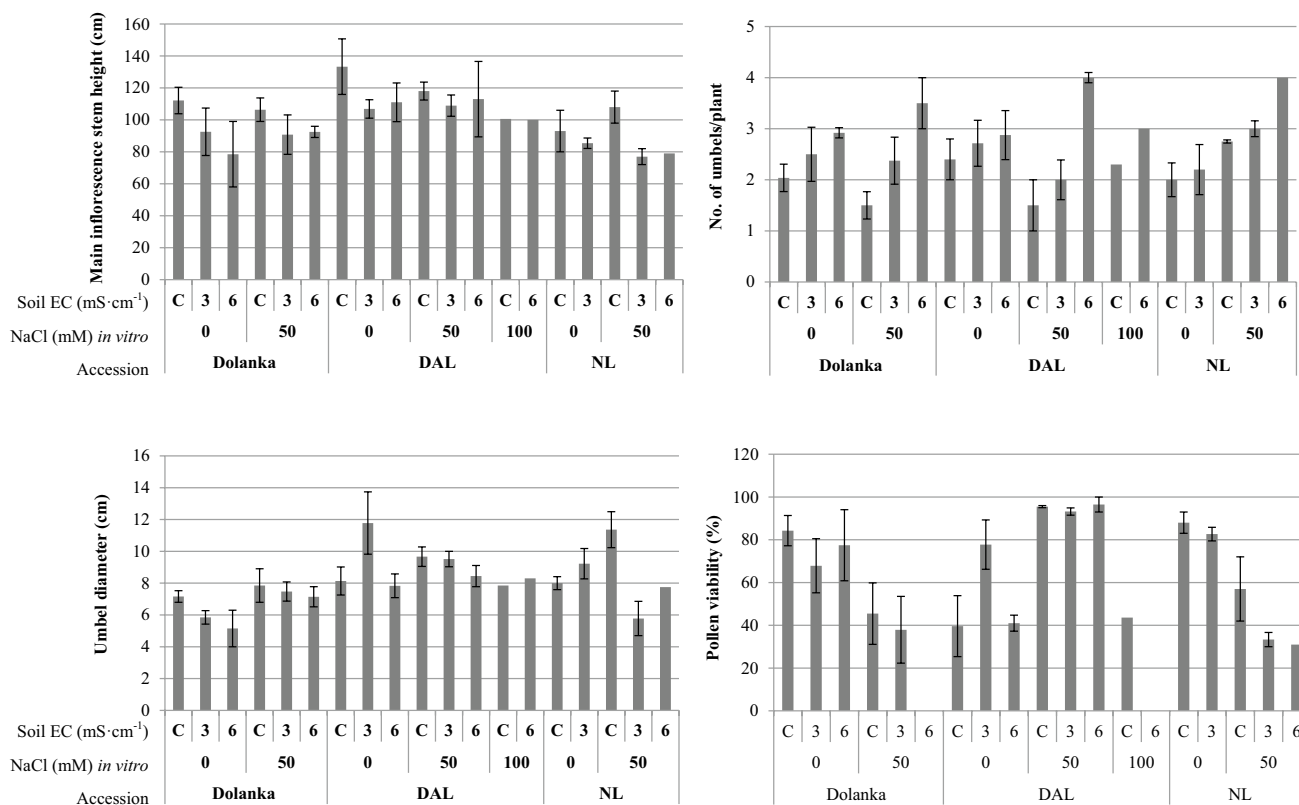 Main inflorescence stem height (cm)
160
140
120
100
80
60
40
20
0
Soil EC (mS·cm⁻¹) C 3 6 C 3 6 C 3 6 C 3 6 C 6 C 3 C 3 6
NaCl (mM) in vitro 0 50 0 50 100 0 50
Accession Dolanka DAL NL
No. of umbels/plant
5
4
3
2
1
0
C 3 6 C 3 6 C 3 6 C 3 6 C 6 C 3 C 3 6
0 50 0 50 100 0 50
Dolanka DAL NL
Umbel diameter (cm)
16
14
12
10
8
6
4
2
0
Soil EC (mS·cm⁻¹) C 3 6 C 3 6 C 3 6 C 3 6 C 6 C 3 C 3 6
NaCl (mM) in vitro 0 50 0 50 100 0 50
Accession Dolanka DAL NL
Pollen viability (%)
120
100
80
60
40
20
0
C 3 6 C 3 6 C 3 6 C 3 6 C 6 C 3 C 3 6
0 50 0 50 100 0 50
Dolanka DAL NL